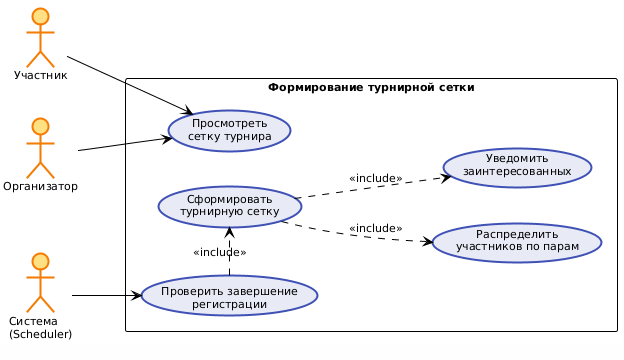 Участник
Формирование турнирной сетки
Просмотреть
сетку турнира
Организатор
Уведомить
заинтересованных
«include»
Сформировать
турнирную сетку
«include»
Распределить
участников по парам
«include»
Проверить завершение
регистрации
Система
(Scheduler)